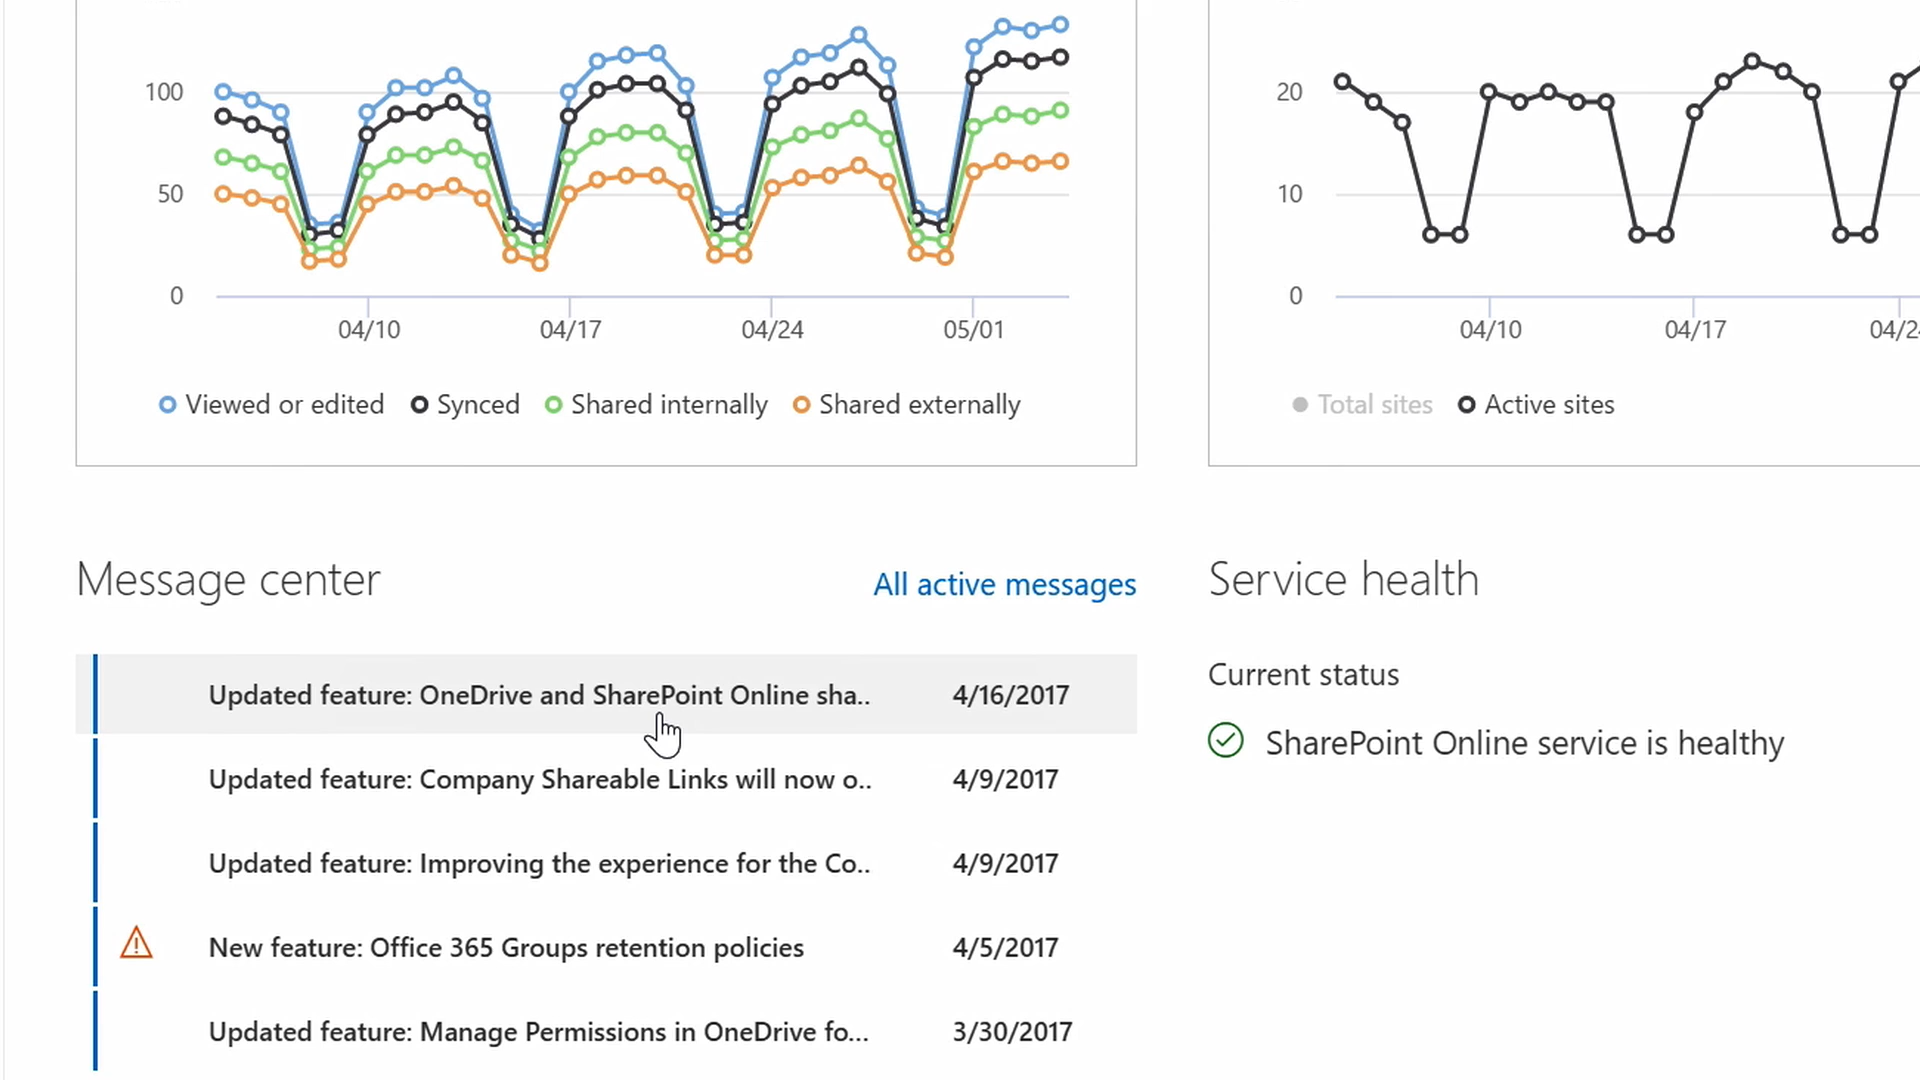 100
50
0
04/10 04/17 04/24 05/01
Viewed or edited Synced Shared internally Shared externally
20
10
0
04/10 04/17
Total sites Active sites
Message center All active messages
Updated feature: OneDrive and SharePoint Online sha.. 4/16/2017
Updated feature: Company Shareable Links will now o.. 4/9/2017
Updated feature: Improving the experience for the Co.. 4/9/2017
New feature: Office 365 Groups retention policies 4/5/2017
Updated feature: Manage Permissions in OneDrive fo... 3/30/2017
Service health
Current status
SharePoint Online service is healthy